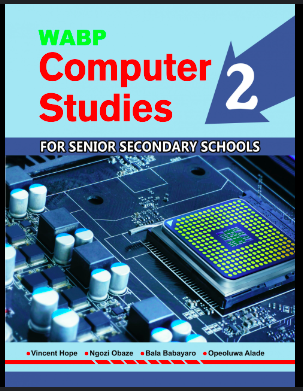 WABP
Computer
Studies
2
FOR SENIOR SECONDARY SCHOOLS
▪ Vincent Hope ▪ Ngozi Obaze ▪ Bala Babayaro ▪ Opeoluwa Alade